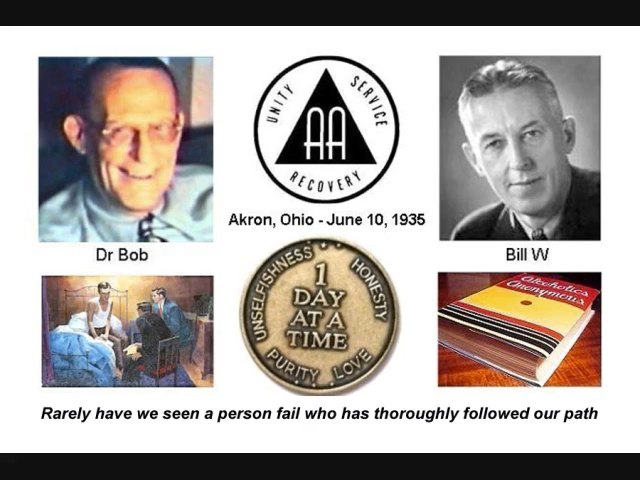 UNITY
SERVICE
AA
RECOVERY
Akron, Ohio - June 10, 1935
Dr Bob
Bill W
UNSELFISHNESS
HONESTY
1
DAY
AT A
TIME
PURITY
LOVE
Alcoholics
Anonymous
Rarely have we seen a person fail who has thoroughly followed our path